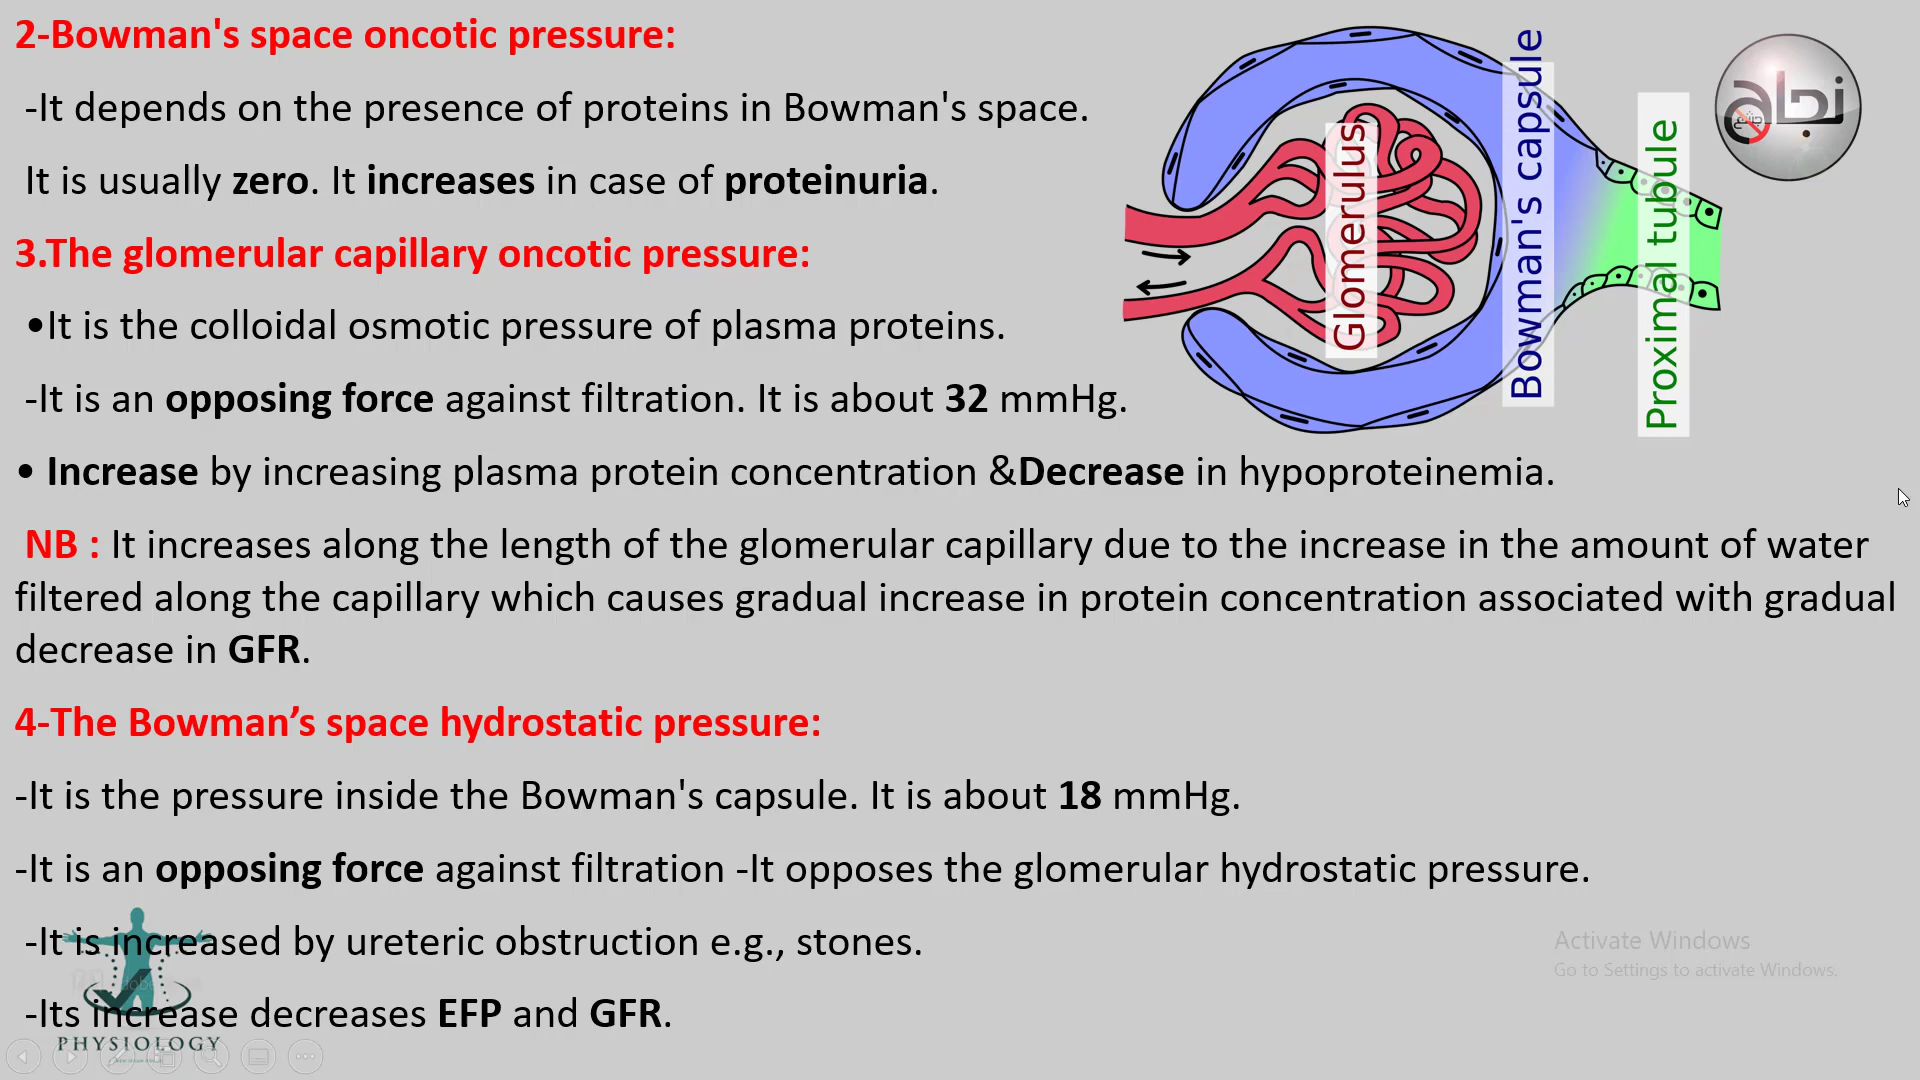 2-Bowman's space oncotic pressure:
-It depends on the presence of proteins in Bowman's space.
It is usually zero. It increases in case of proteinuria.
3.The glomerular capillary oncotic pressure:
•It is the colloidal osmotic pressure of plasma proteins.
-It is an opposing force against filtration. It is about 32 mmHg.
• Increase by increasing plasma protein concentration &Decrease in hypoproteinemia.
NB : It increases along the length of the glomerular capillary due to the increase in the amount of water
filtered along the capillary which causes gradual increase in protein concentration associated with gradual
decrease in GFR.
4-The Bowman’s space hydrostatic pressure:
-It is the pressure inside the Bowman's capsule. It is about 18 mmHg.
-It is an opposing force against filtration -It opposes the glomerular hydrostatic pressure.
-It is increased by ureteric obstruction e.g., stones.
-Its increase decreases EFP and GFR.
Glomerulus
Bowman's capsule
Proximal tubule
PHYSIOLOGY
Activate Windows
Go to Settings to activate Windows.